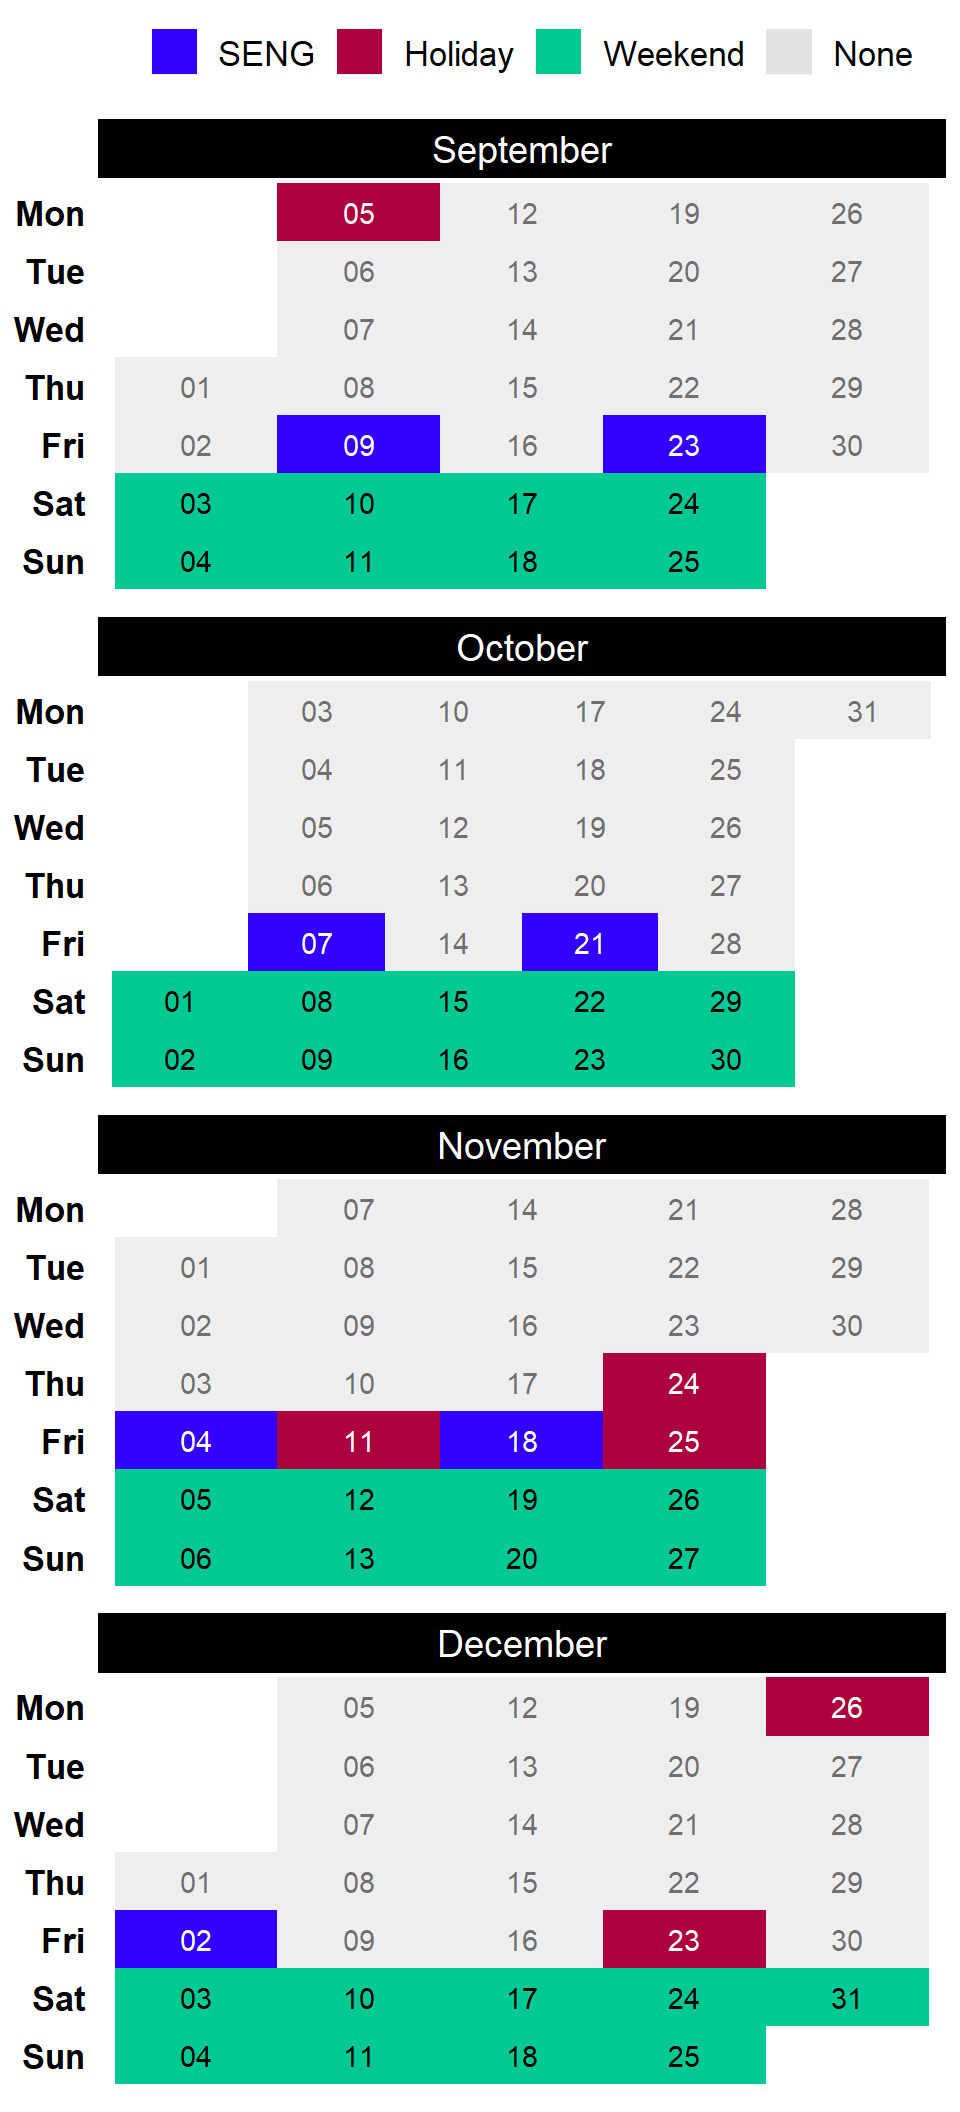 SENG Holiday Weekend None
September
Mon 05 12 19 26
Tue 06 13 20 27
Wed 07 14 21 28
Thu 01 08 15 22 29
Fri 02 09 16 23 30
Sat 03 10 17 24
Sun 04 11 18 25
October
Mon 03 10 17 24 31
Tue 04 11 18 25
Wed 05 12 19 26
Thu 06 13 20 27
Fri 07 14 21 28
Sat 01 08 15 22 29
Sun 02 09 16 23 30
November
Mon 07 14 21 28
Tue 01 08 15 22 29
Wed 02 09 16 23 30
Thu 03 10 17 24
Fri 04 11 18 25
Sat 05 12 19 26
Sun 06 13 20 27
December
Mon 05 12 19 26
Tue 06 13 20 27
Wed 07 14 21 28
Thu 01 08 15 22 29
Fri 02 09 16 23 30
Sat 03 10 17 24 31
Sun 04 11 18 25